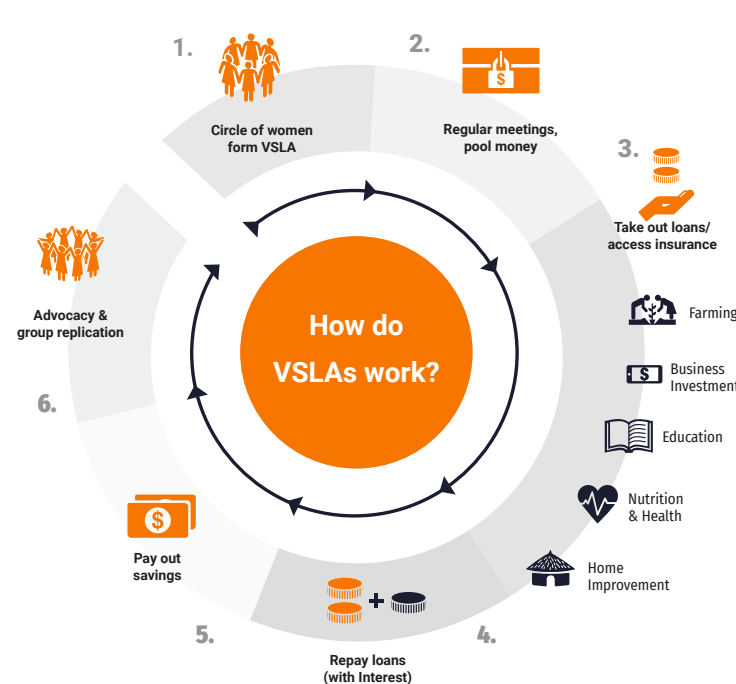 How do
VSLAs work?
1.
Circle of women
form VSLA
2.
$
Regular meetings,
pool money
3.
Take out loans/
access insurance
Farming
$
Business
Investment
Education
Nutrition
& Health
Home
Improvement
4.
Repay loans
(with Interest)
5.
$
Pay out
savings
6.
Advocacy &
group replication